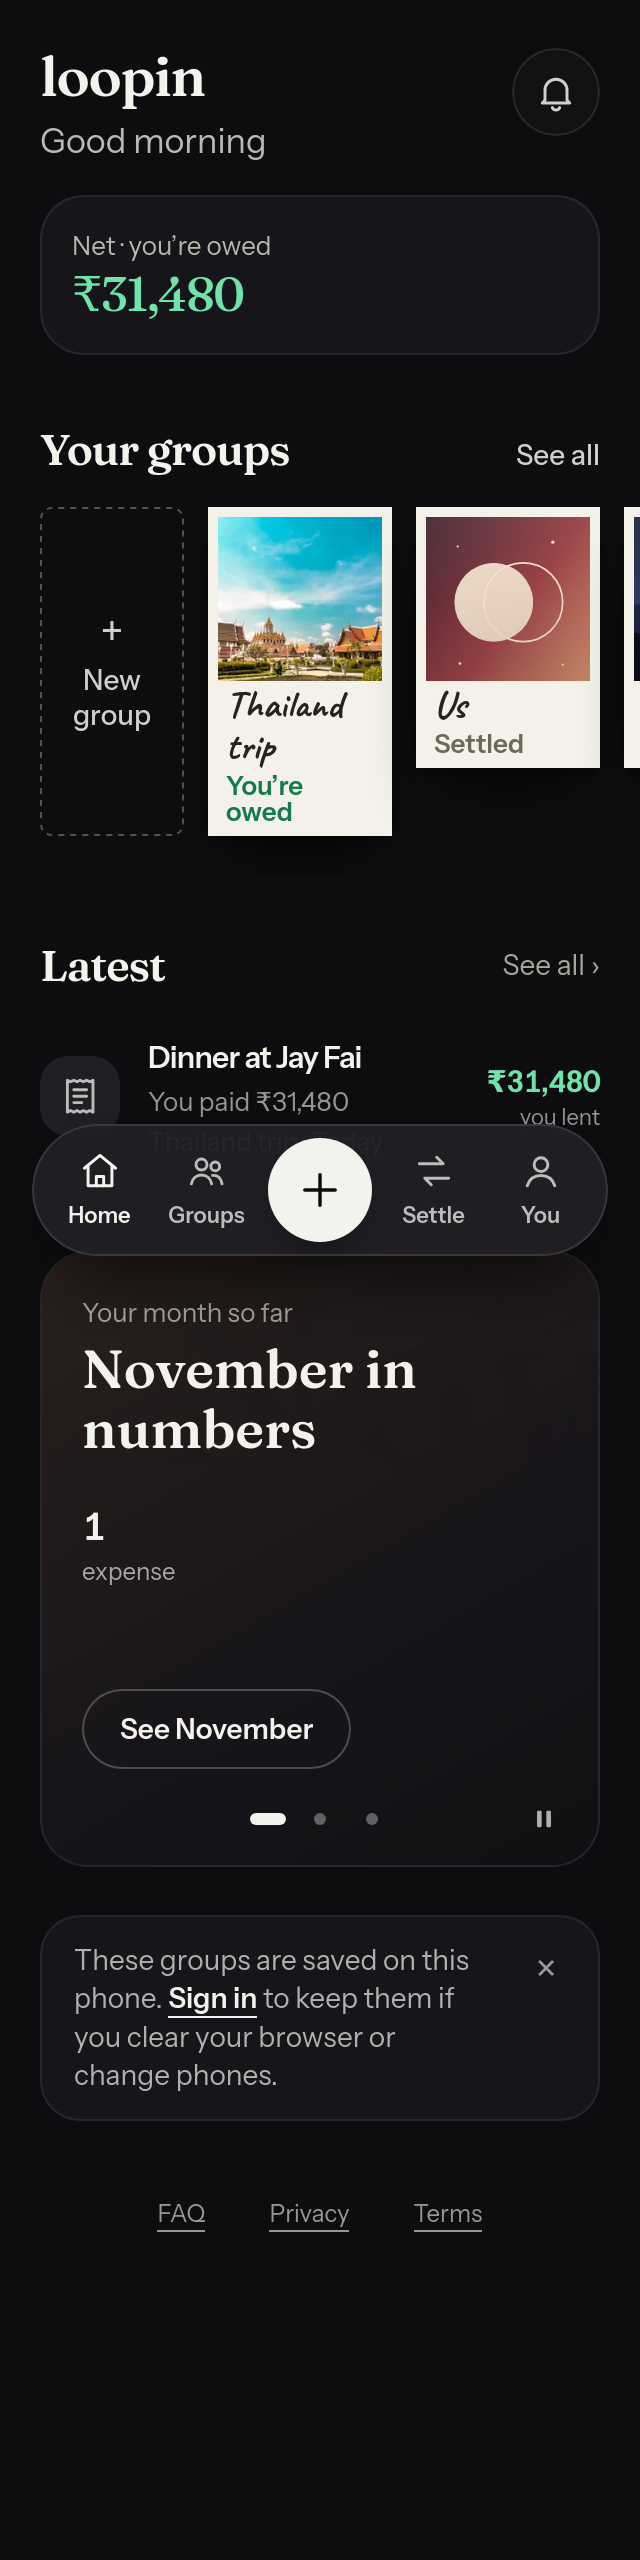 loopin
Good morning
Net · you're owed
₹31,480
Your groups
See all
+
New
group
Thailand
trip
You're
owed
Us
Settled
Latest
See all ›
Dinner at Jay Fai
You paid ₹31,480
₹31,480
you lent
Thailand trip · Today
Home
Groups
Settle
You
Your month so far
November in
numbers
1
expense
See November
These groups are saved on this
phone. Sign in to keep them if
you clear your browser or
change phones.
FAQ
Privacy
Terms